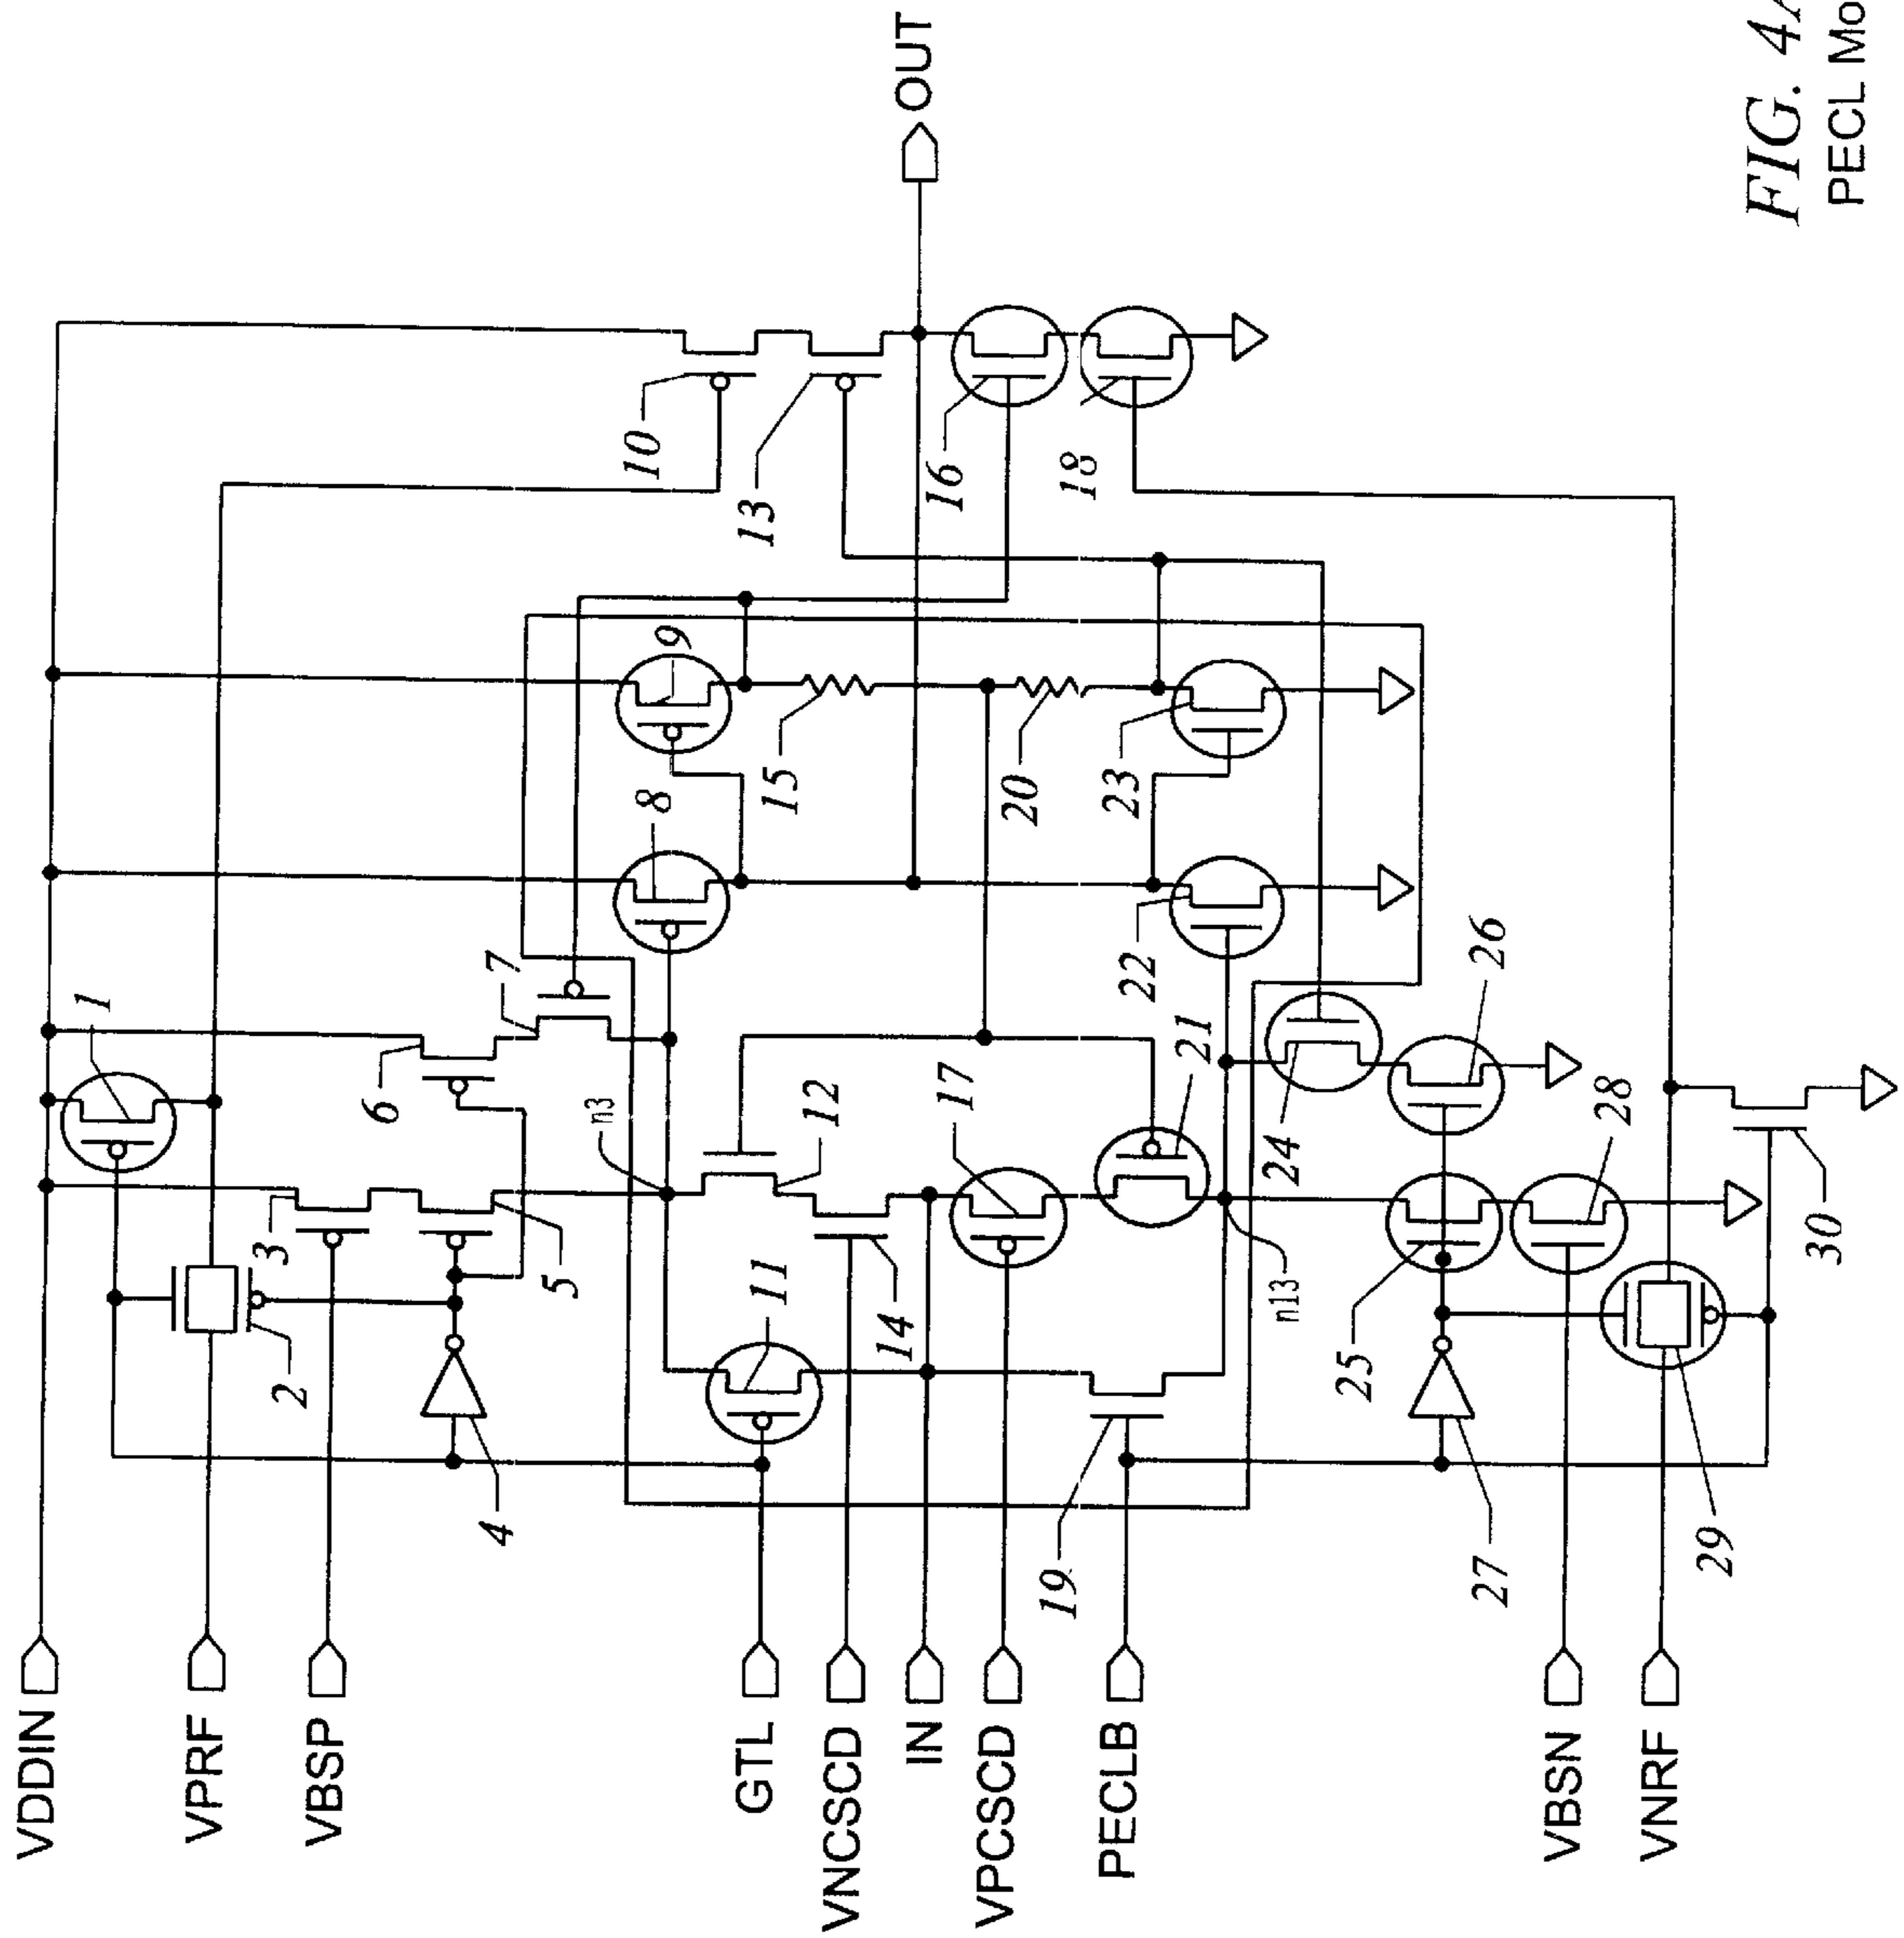 VDDIN
VPRF
VBSP
GTL
VNCSCD
IN
VPCSCD
PECLB
VBSN
VNRF
OUT
1
2
3
4
5
6
7
8
9
10
11
12
13
14
15
16
17
18
19
20
21
22
23
24
25
26
27
28
29
30
n3
n13
FIG. 4A
PECL Mo